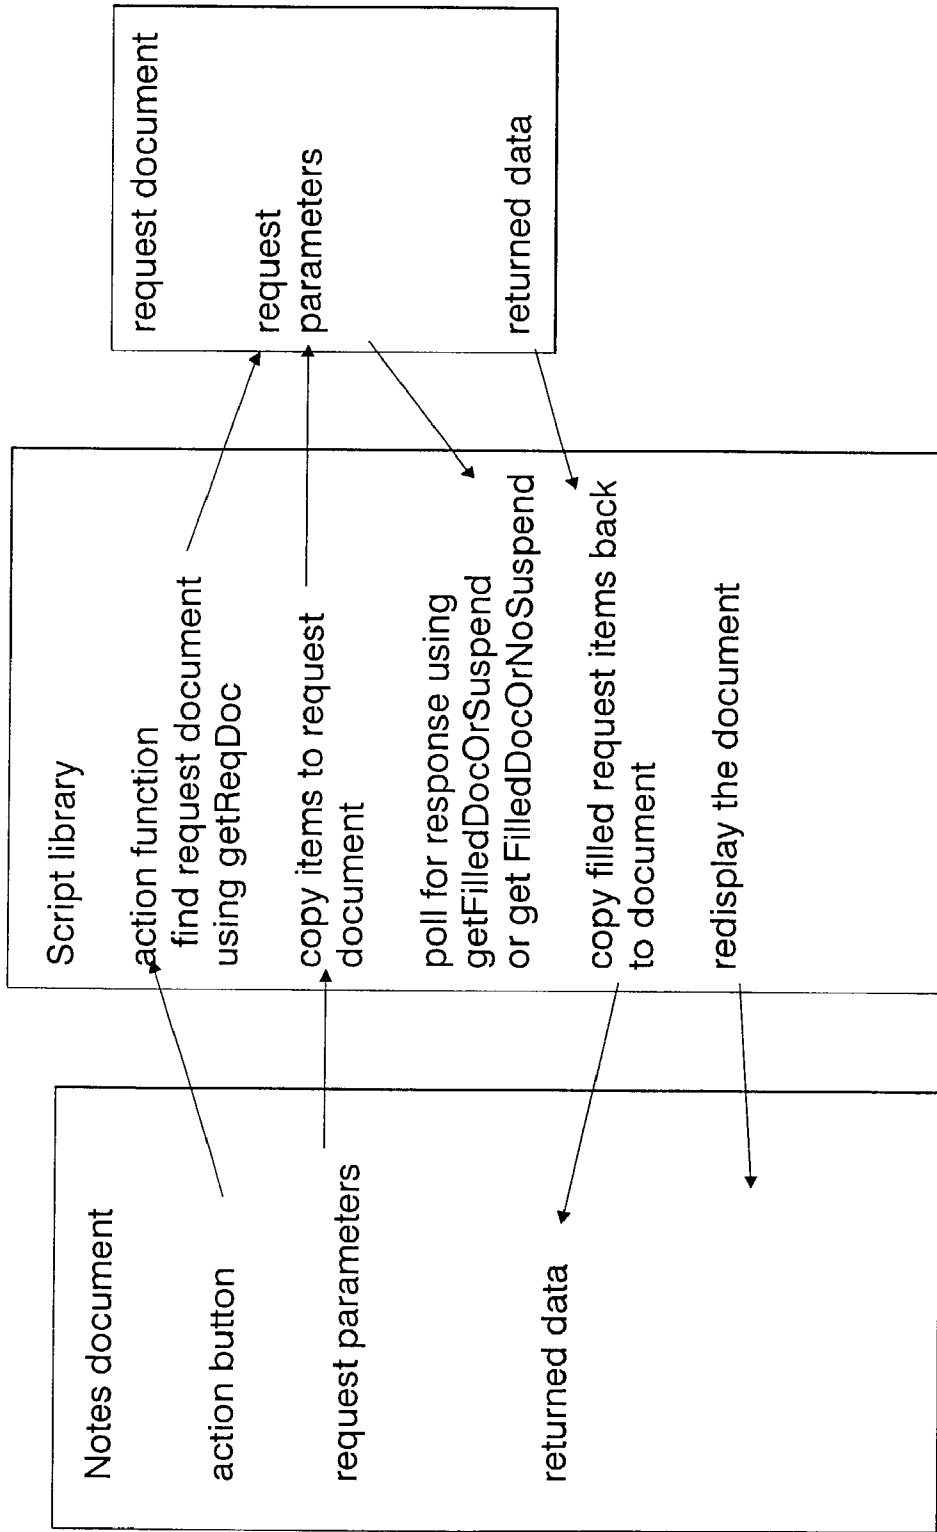 Notes document
action button
request parameters
returned data
Script library
action function
find request document
using getReqDoc
copy items to request
document
poll for response using
getFilledDocOrSuspend
or get FilledDocOrNoSuspend
copy filled request items back
to document
redisplay the document
request document
request
parameters
returned data